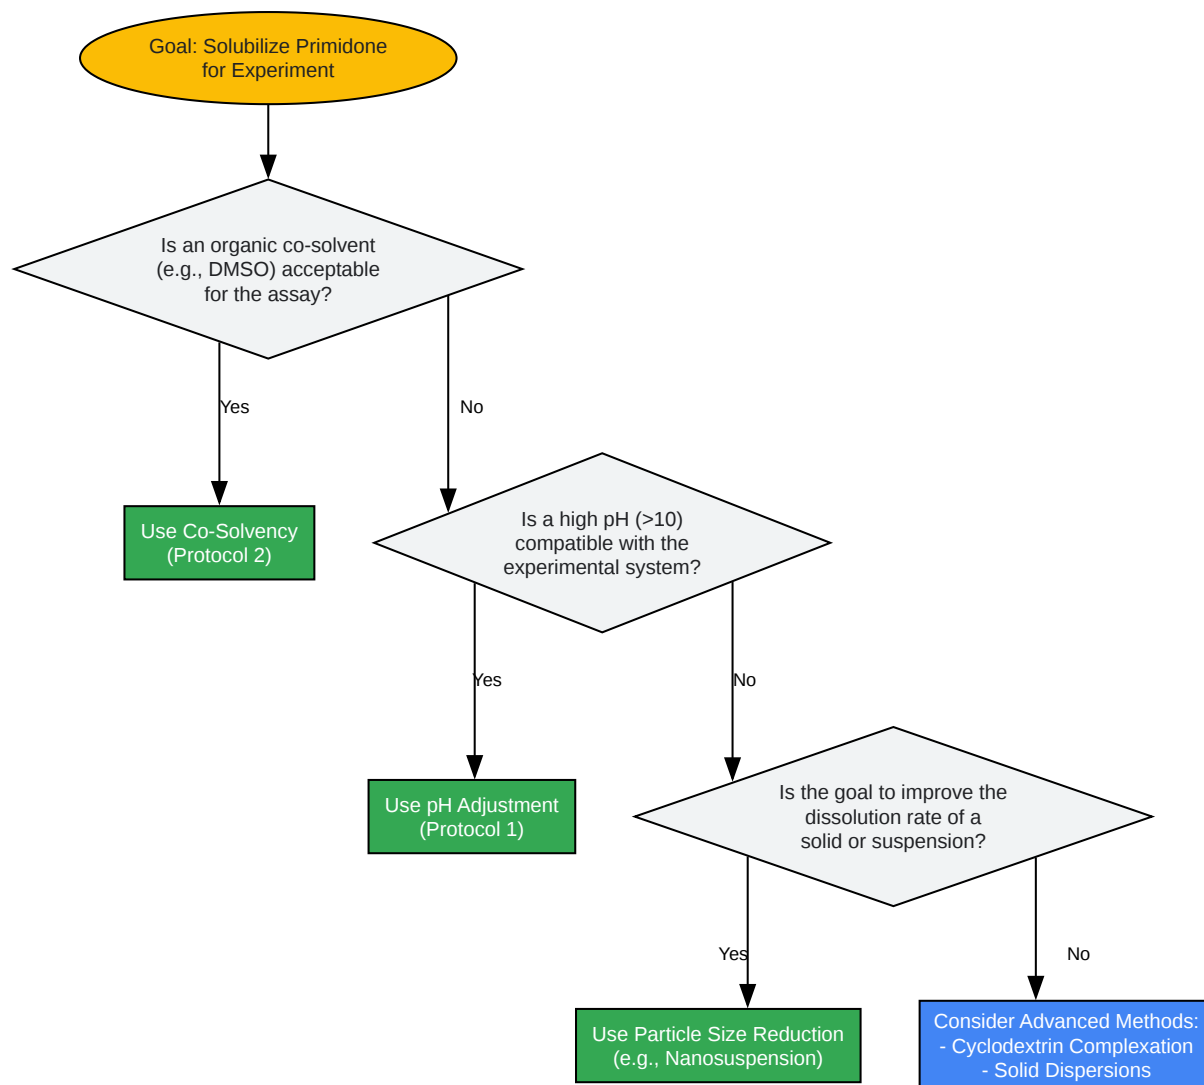 Goal: Solubilize Primidone
for Experiment
Is an organic co-solvent
(e.g., DMSO) acceptable
for the assay?
Yes
No
Is a high pH (>10)
compatible with the
experimental system?
Use Co-Solvency
(Protocol 2)
Yes
No
Is the goal to improve the
dissolution rate of a
solid or suspension?
Use pH Adjustment
(Protocol 1)
Yes
No
Use Particle Size Reduction
(e.g., Nanosuspension)
Consider Advanced Methods:
- Cyclodextrin Complexation
- Solid Dispersions